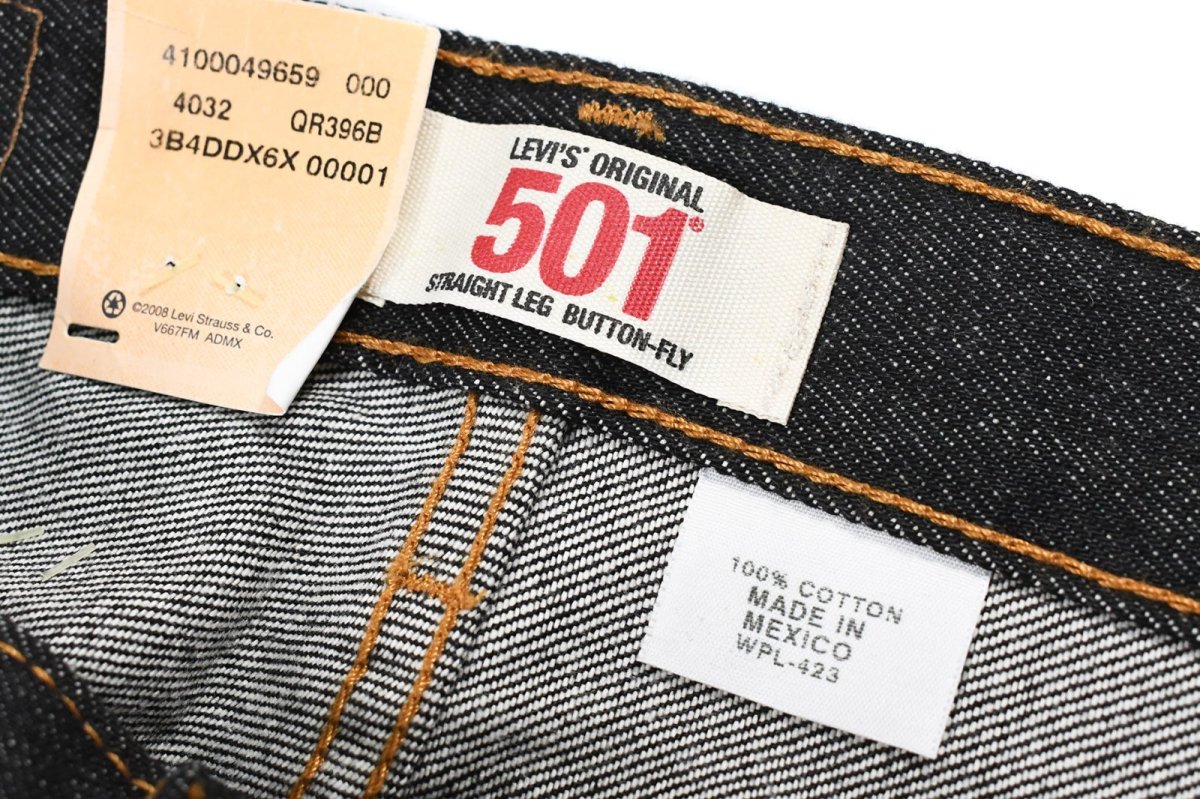 4100049659 000
4032 QR396B
3B4DDX6X 00001
©2008 Levi Strauss & Co.
V667FM ADMX
LEVI'S® ORIGINAL
501®
STRAIGHT LEG BUTTON-FLY
100% COTTON
MADE IN
MEXICO
WPL-423